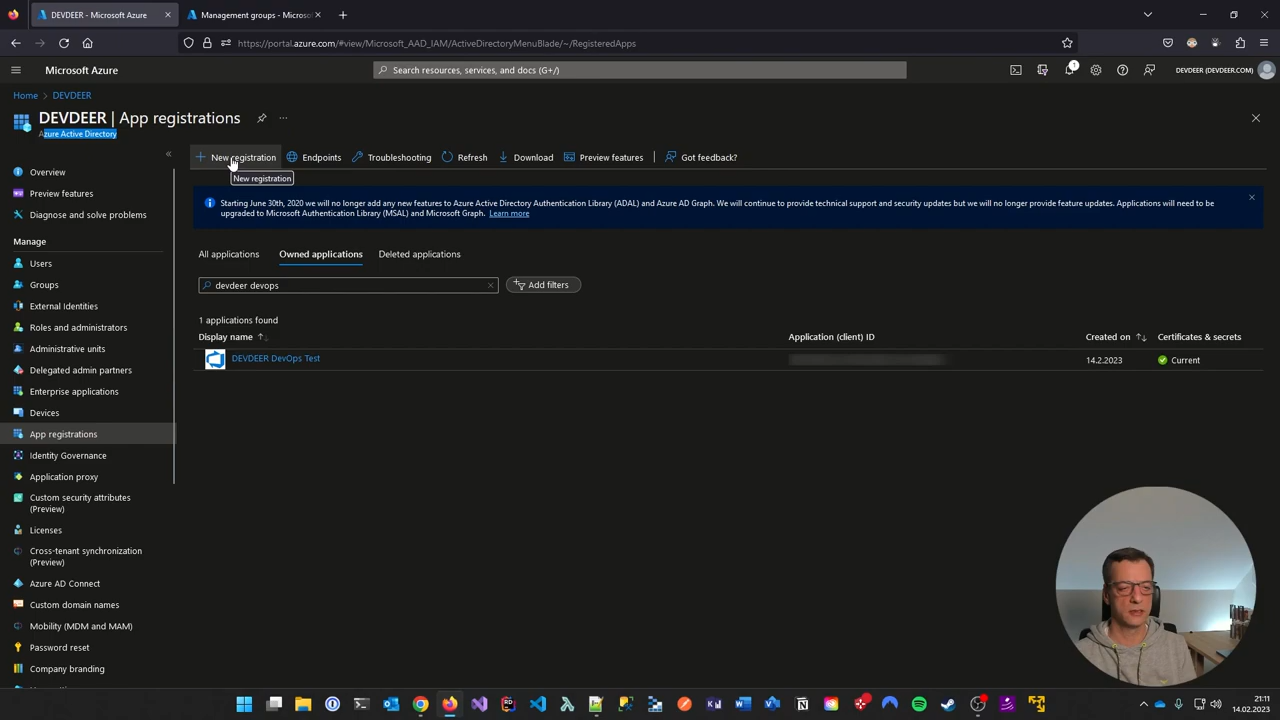 DEVDEER - Microsoft Azure
Management groups - Microsof
https://portal.azure.com/#view/Microsoft_AAD_IAM/ActiveDirectoryMenuBlade/~/RegisteredApps
Microsoft Azure
Search resources, services, and docs (G+/)
1
DEVDEER (DEVDEER.COM)
Home > DEVDEER
DEVDEER | App registrations
Azure Active Directory
New registration
Endpoints
Troubleshooting
Refresh
Download
Preview features
Got feedback?
New registration
Starting June 30th, 2020 we will no longer add any new features to Azure Active Directory Authentication Library (ADAL) and Azure AD Graph. We will continue to provide technical support and security updates but we will no longer provide feature updates. Applications will need to be
upgraded to Microsoft Authentication Library (MSAL) and Microsoft Graph. Learn more
Overview
Preview features
Diagnose and solve problems
Manage
Users
Groups
External Identities
Roles and administrators
Administrative units
Delegated admin partners
Enterprise applications
Devices
App registrations
Identity Governance
Application proxy
Custom security attributes
(Preview)
Licenses
Cross-tenant synchronization
(Preview)
Azure AD Connect
Custom domain names
Mobility (MDM and MAM)
Password reset
Company branding
All applications
Owned applications
Deleted applications
devdeer devops
Add filters
1 applications found
Display name
Application (client) ID
Created on
Certificates & secrets
DEVDEER DevOps Test
14.2.2023
Current
21:11
14.02.2023